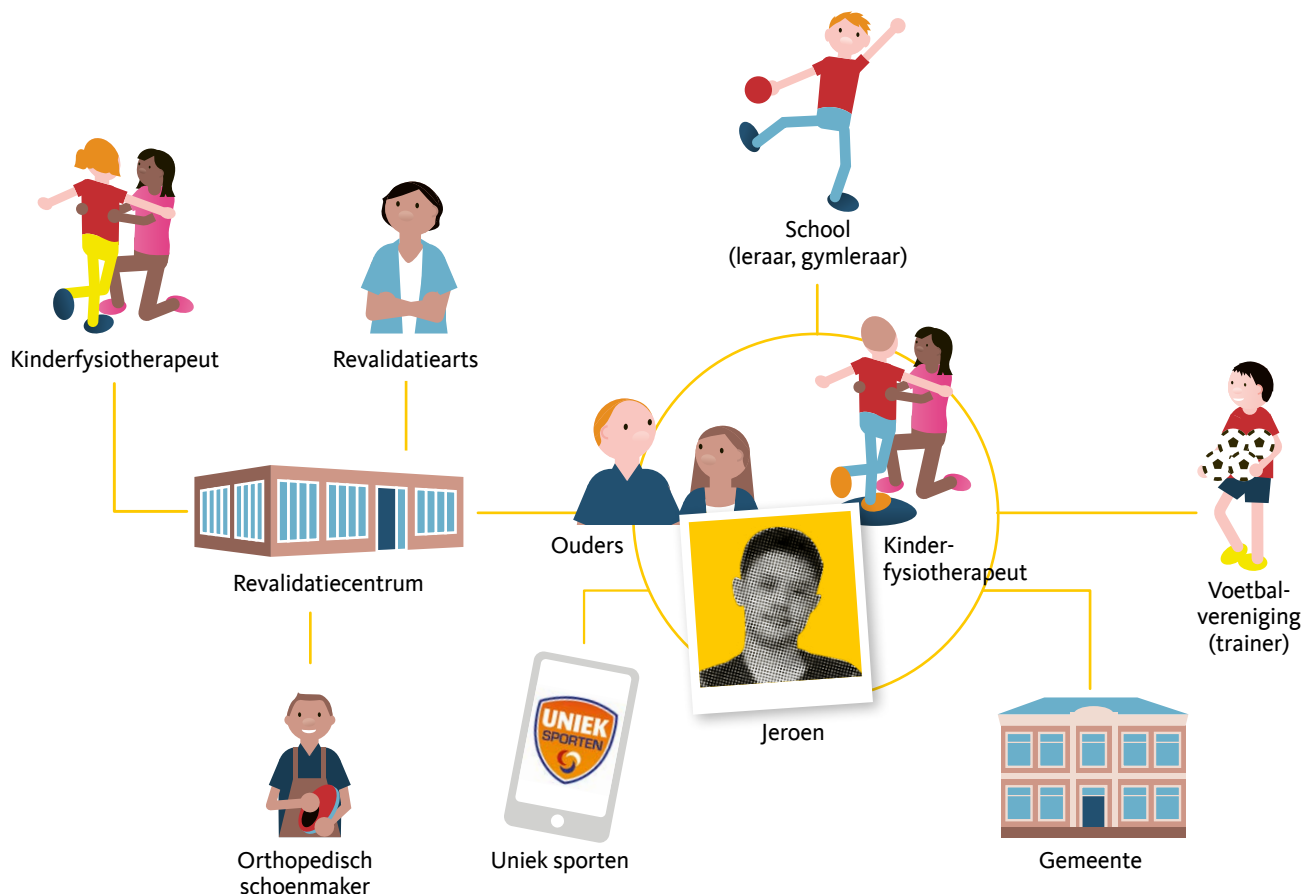 School
(leraar, gymleraar)
Kinderfysiotherapeut
Revalidatiearts
Ouders
Kinder-
fysiotherapeut
Revalidatiecentrum
Voetbal-
vereniging
(trainer)
UNIEK
SPORTEN
Jeroen
Orthopedisch
schoenmaker
Uniek sporten
Gemeente